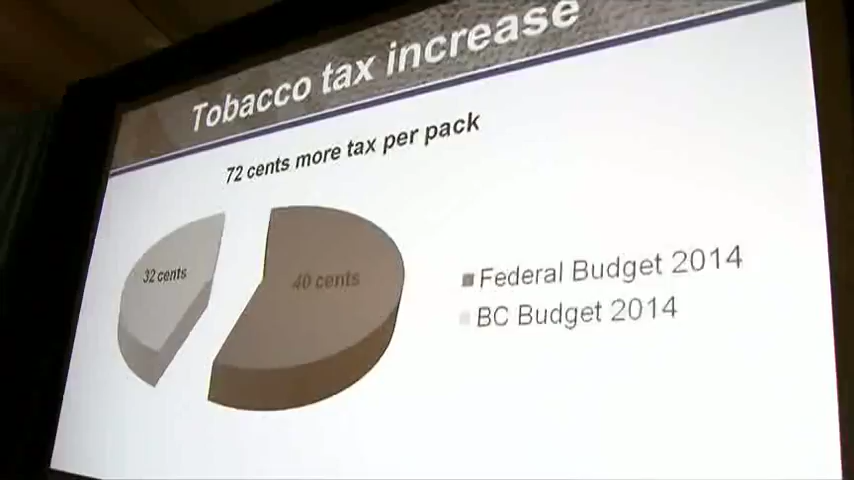 Tobacco tax increase
72 cents more tax per pack
32 cents
40 cents
Federal Budget 2014
BC Budget 2014